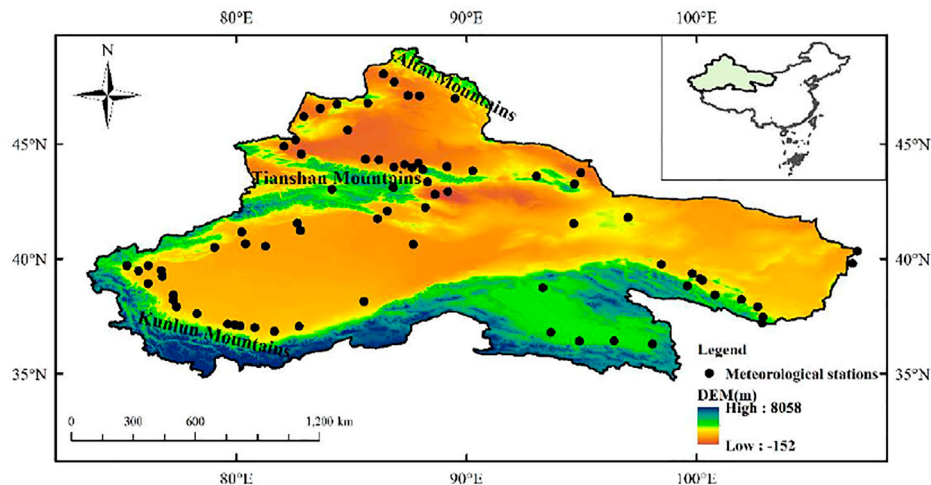 80°E 90°E 100°E
N
Altai Mountains
45°N 45°N
Tianshan Mountains
40°N 40°N
Kunlun Mountains
Legend
35°N 35°N
Meteorological stations
DEM(m)
High : 8058
0 300 600 1,200 km
Low : -152
80°E 90°E 100°E